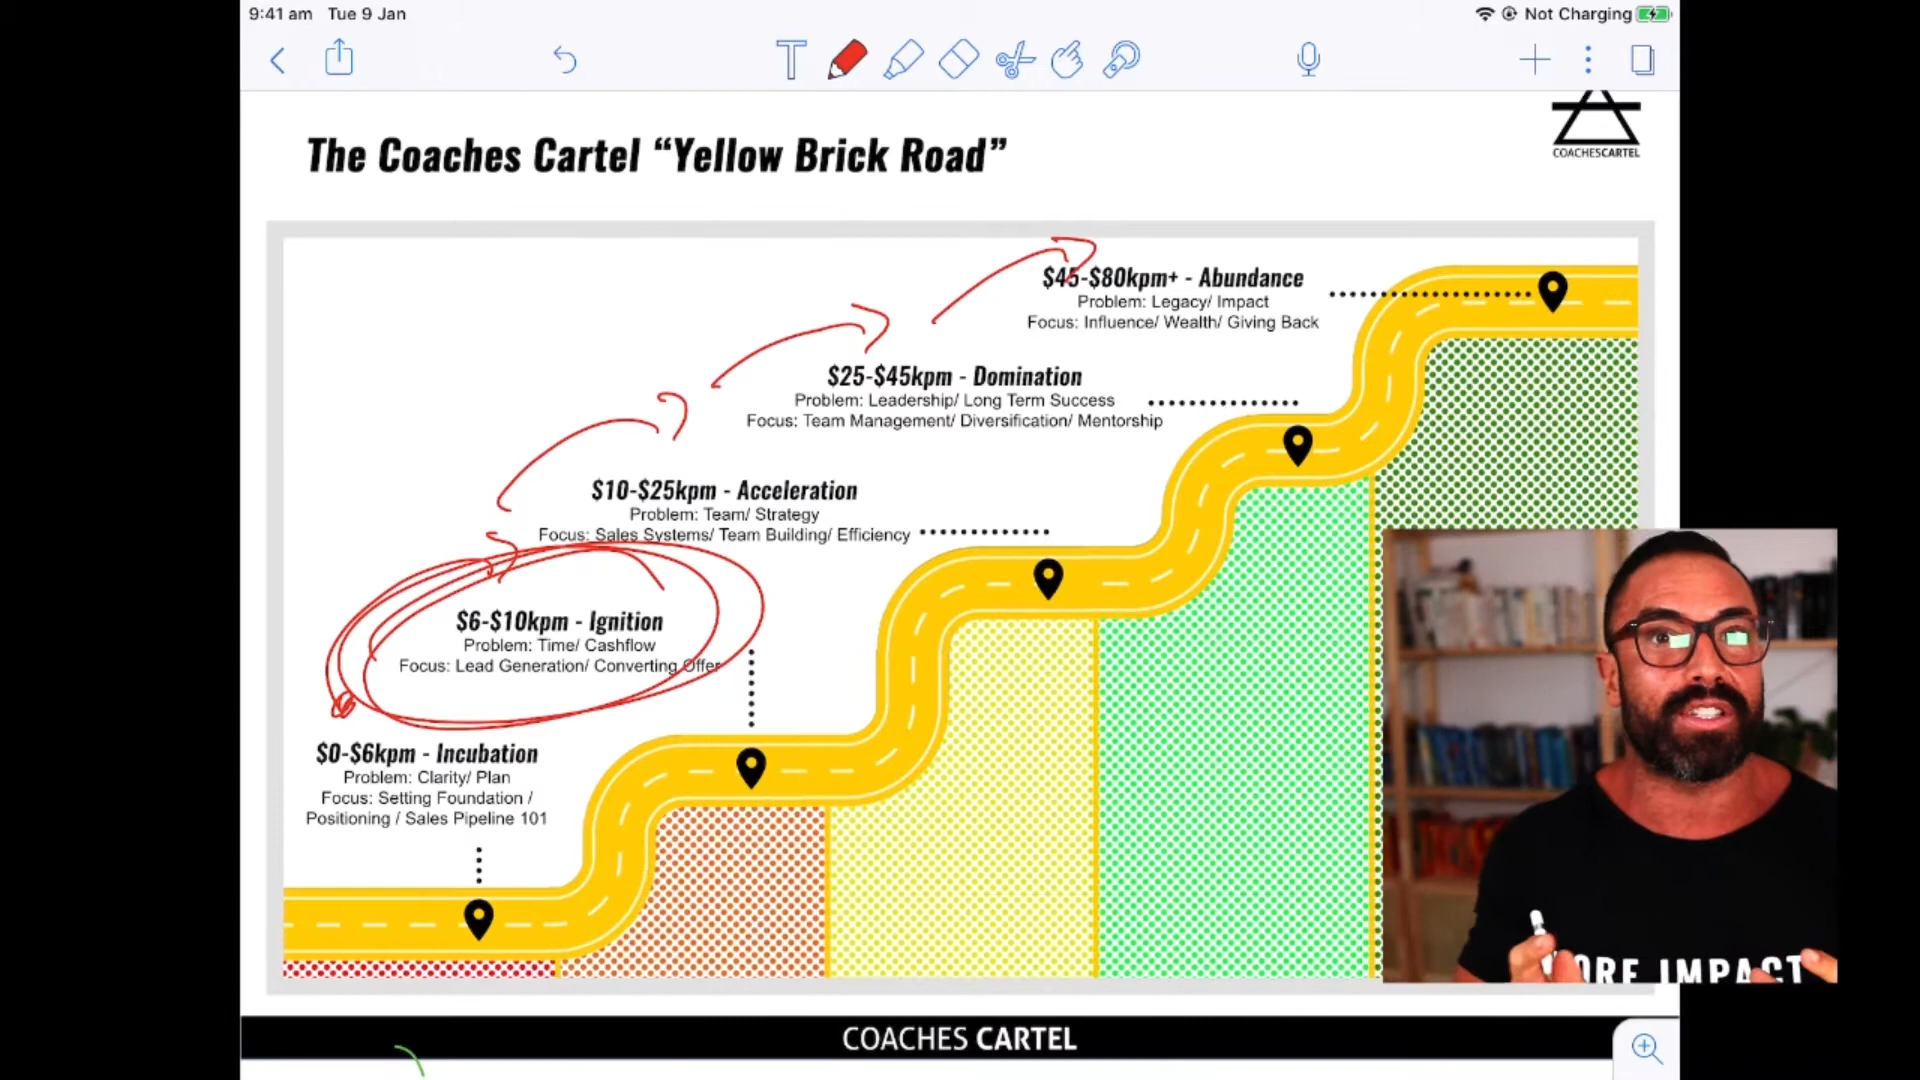 9:41 am Tue 9 Jan
Not Charging
T
COACHESCARTEL
The Coaches Cartel “Yellow Brick Road”
$45-$80kpm+ - Abundance
Problem: Legacy/ Impact
Focus: Influence/ Wealth/ Giving Back
$25-$45kpm - Domination
Problem: Leadership/ Long Term Success
Focus: Team Management/ Diversification/ Mentorship
$10-$25kpm - Acceleration
Problem: Team/ Strategy
Focus: Sales Systems/ Team Building/ Efficiency
$6-$10kpm - Ignition
Problem: Time/ Cashflow
Focus: Lead Generation/ Converting Offer
$0-$6kpm - Incubation
Problem: Clarity/ Plan
Focus: Setting Foundation /
Positioning / Sales Pipeline 101
IMPACT
COACHES CARTEL